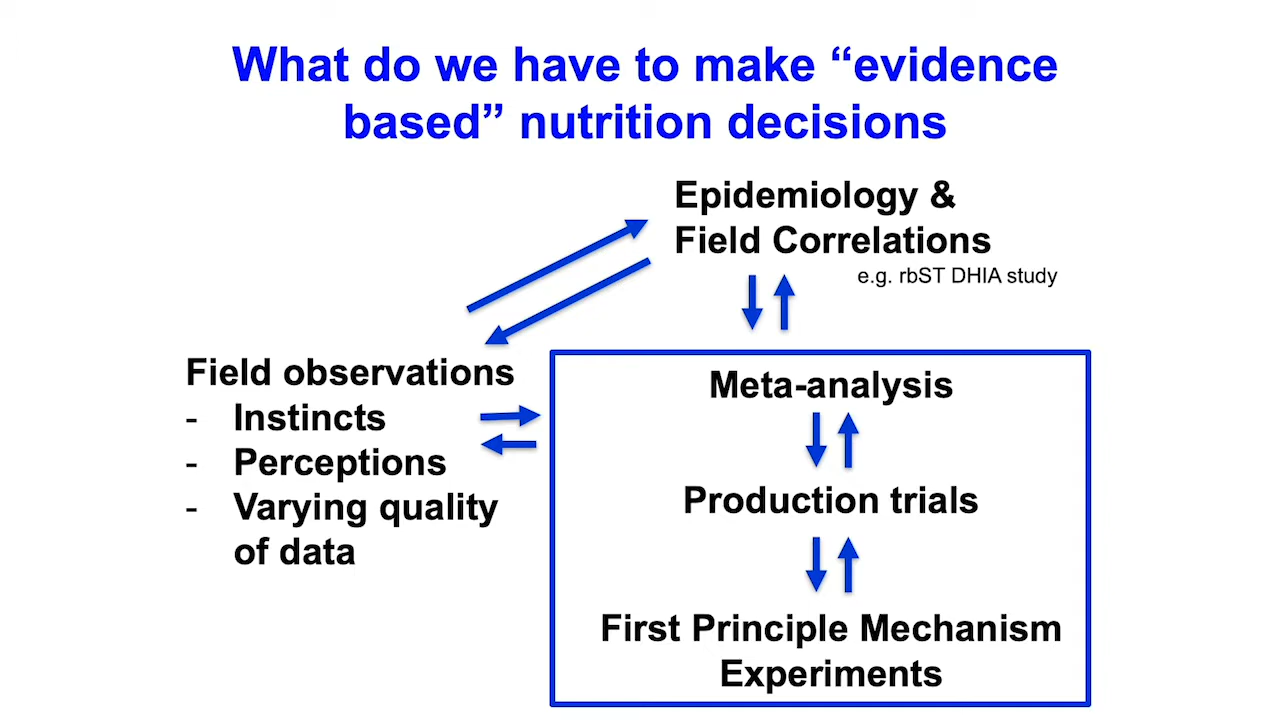 What do we have to make “evidence
based” nutrition decisions
Epidemiology &
Field Correlations
e.g. rbST DHIA study
Field observations
- Instincts
- Perceptions
- Varying quality
of data
Meta-analysis
Production trials
First Principle Mechanism
Experiments